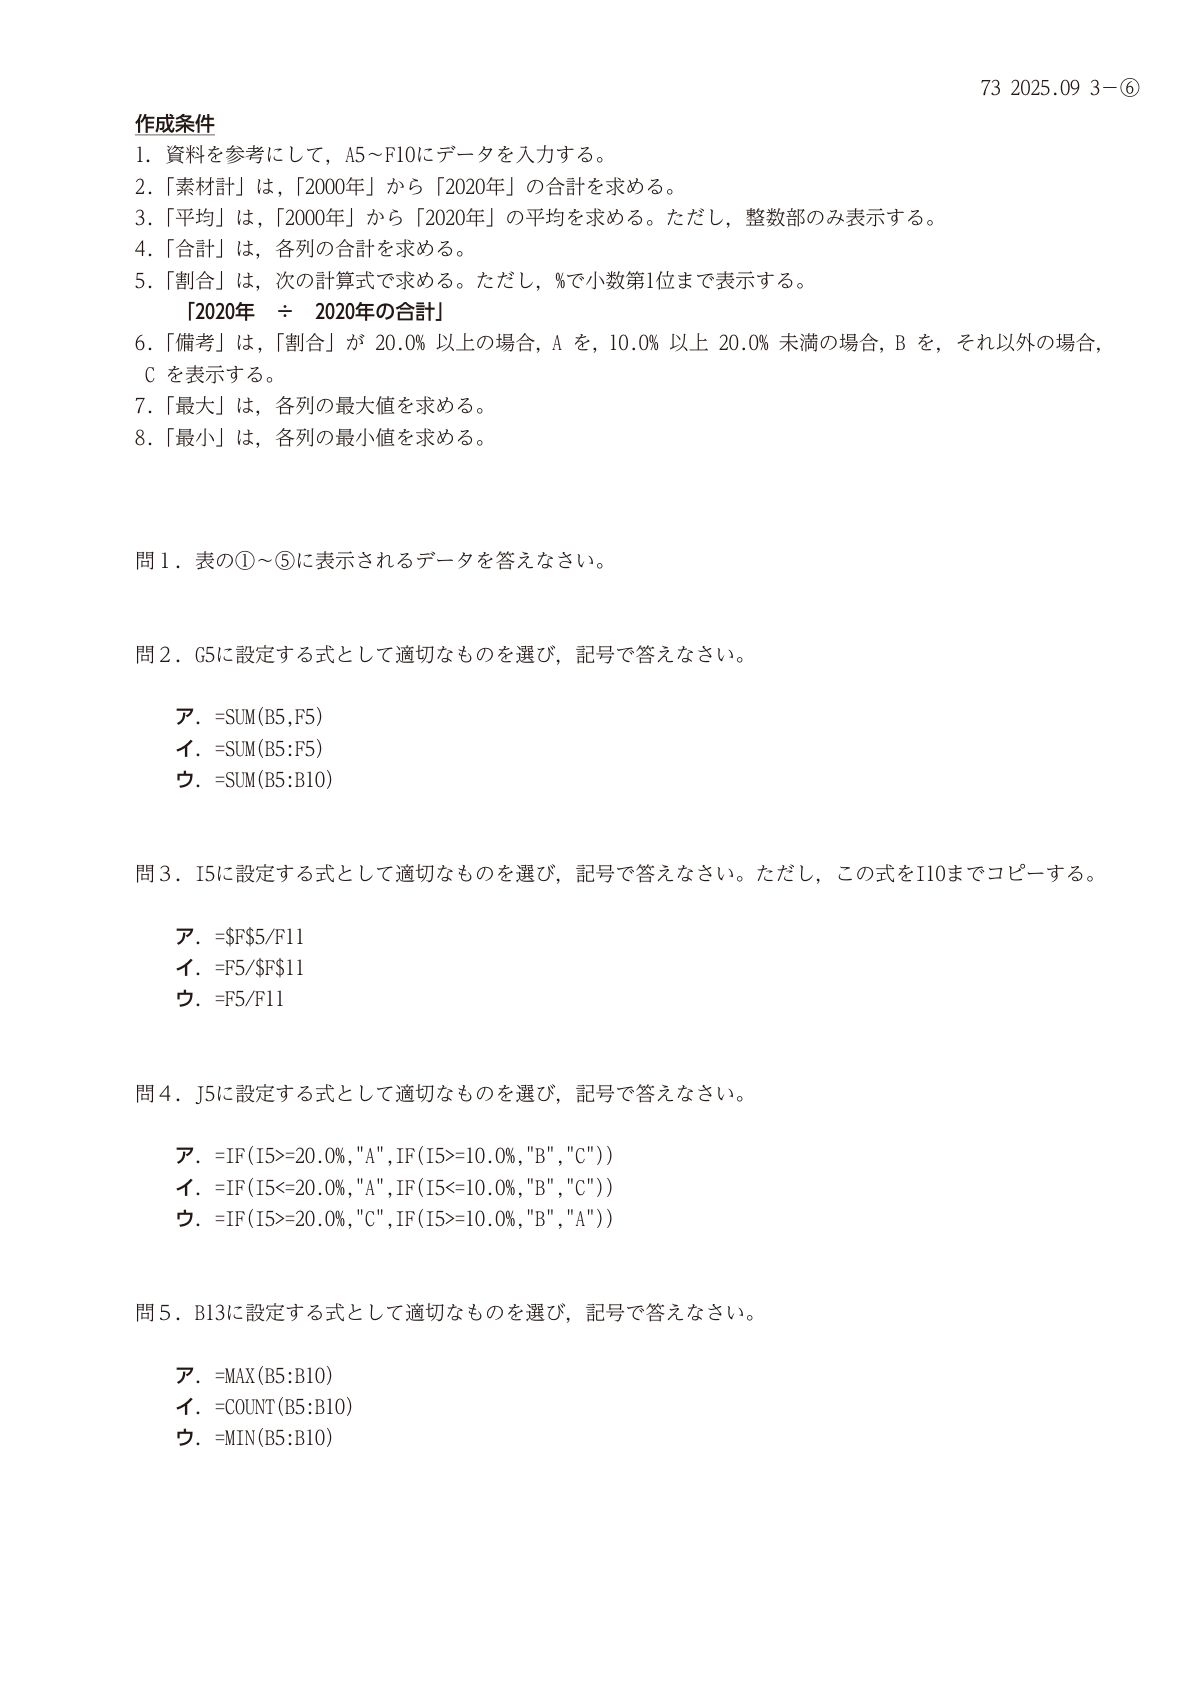 73 2025.09 3－⑥
作成条件
1．資料を参考にして，A5～F10にデータを入力する。
2．「素材計」は，「2000年」から「2020年」の合計を求める。
3．「平均」は，「2000年」から「2020年」の平均を求める。ただし，整数部のみ表示する。
4．「合計」は，各列の合計を求める。
5．「割合」は，次の計算式で求める。ただし，%で小数第1位まで表示する。
「2020年　÷　2020年の合計」
6．「備考」は，「割合」が 20.0% 以上の場合，A を，10.0% 以上 20.0% 未満の場合，B を，それ以外の場合，
C を表示する。
7．「最大」は，各列の最大値を求める。
8．「最小」は，各列の最小値を求める。
問１．表の①～⑤に表示されるデータを答えなさい。
問２．G5に設定する式として適切なものを選び，記号で答えなさい。
ア．=SUM(B5,F5)
イ．=SUM(B5:F5)
ウ．=SUM(B5:B10)
問３．I5に設定する式として適切なものを選び，記号で答えなさい。ただし，この式をI10までコピーする。
ア．=$F$5/F11
イ．=F5/$F$11
ウ．=F5/F11
問４．J5に設定する式として適切なものを選び，記号で答えなさい。
ア．=IF(I5>=20.0%,"A",IF(I5>=10.0%,"B","C"))
イ．=IF(I5<=20.0%,"A",IF(I5<=10.0%,"B","C"))
ウ．=IF(I5>=20.0%,"C",IF(I5>=10.0%,"B","A"))
問５．B13に設定する式として適切なものを選び，記号で答えなさい。
ア．=MAX(B5:B10)
イ．=COUNT(B5:B10)
ウ．=MIN(B5:B10)